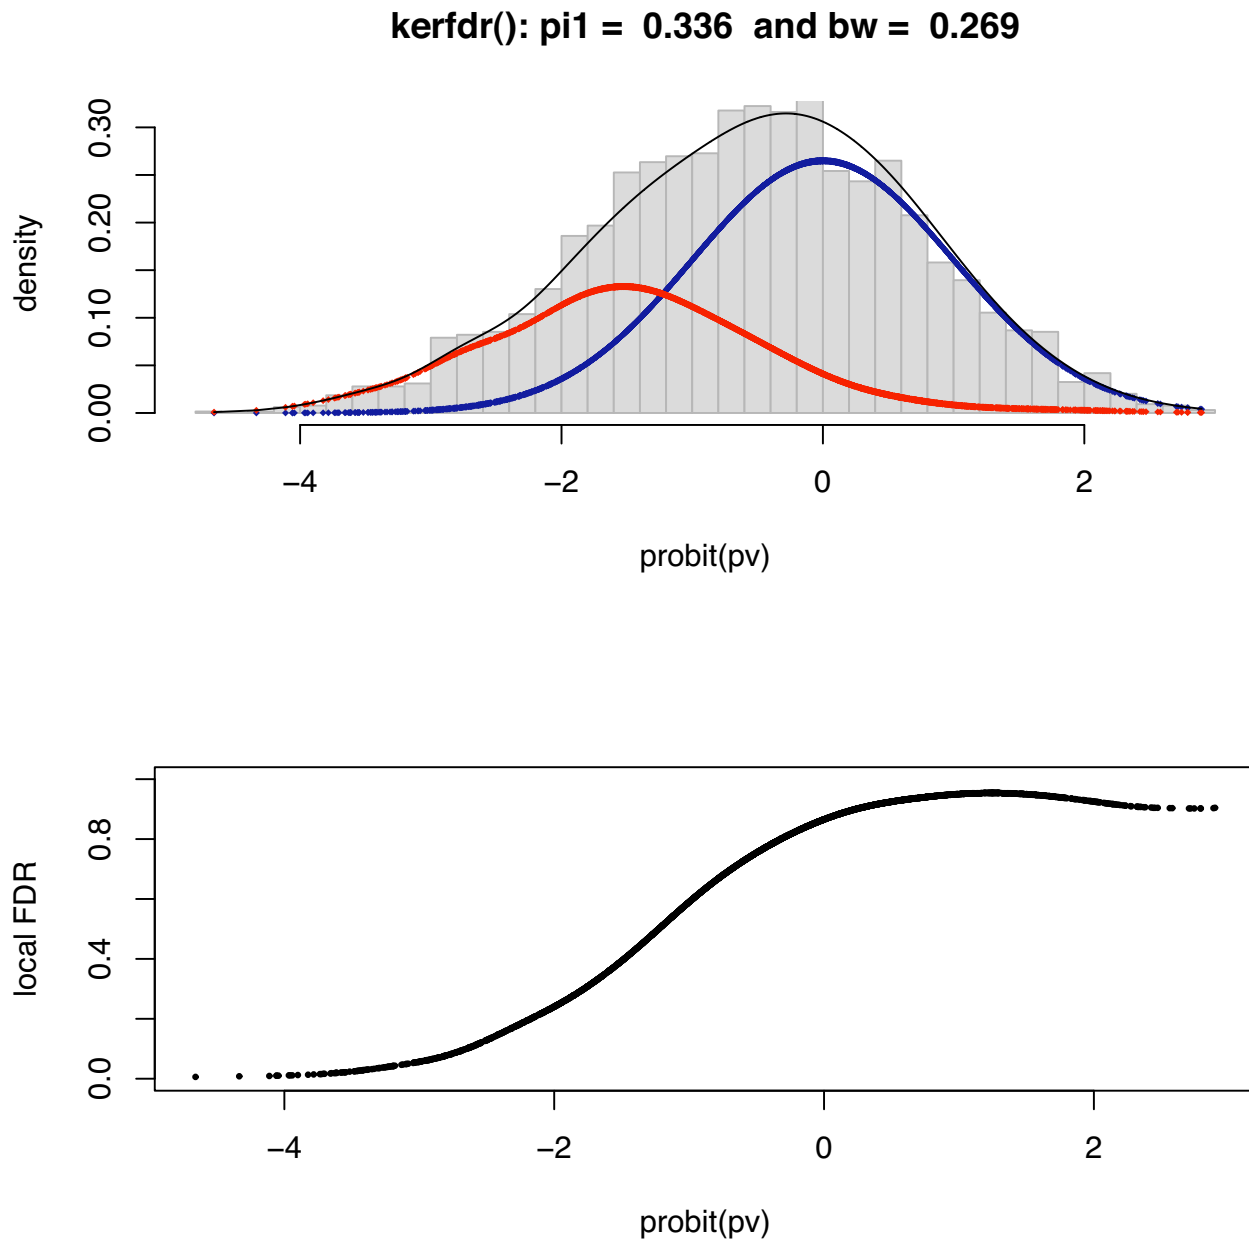 kerfdr(): pi1 =  0.336  and bw =  0.269
density
0.30
0.20
0.10
0.00
−4 −2 0 2
probit(pv)
local FDR
0.8
0.4
0.0
−4 −2 0 2
probit(pv)